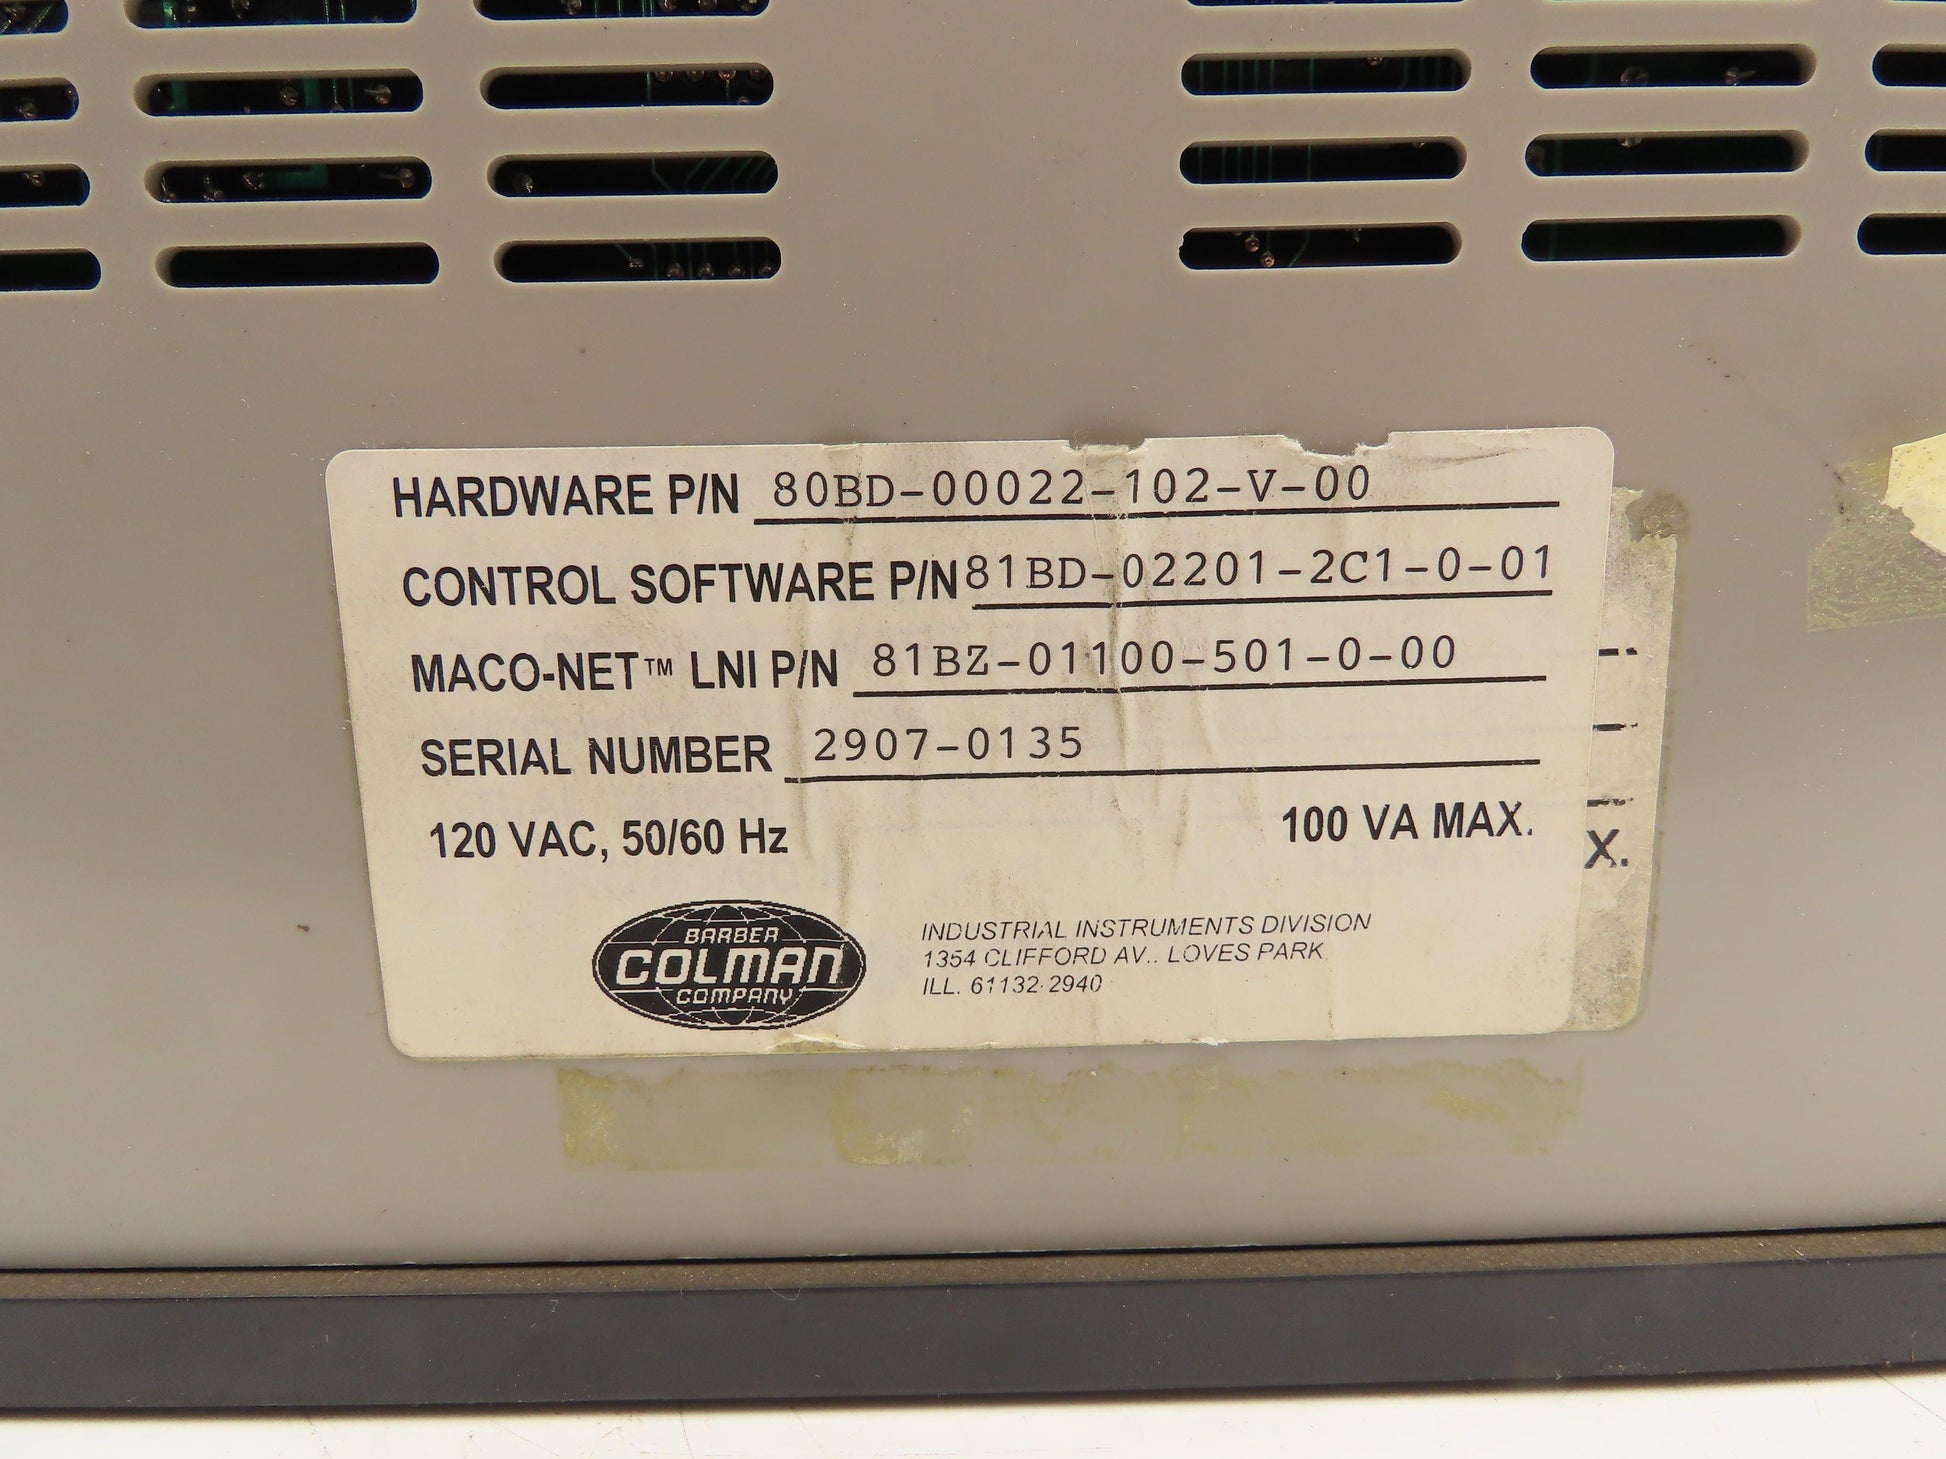 HARDWARE P/N 80BD-00022-102-V-00
CONTROL SOFTWARE P/N 81BD-02201-2C1-0-01
MACO-NET™ LNI P/N 81BZ-01100-501-0-00
SERIAL NUMBER 2907-0135
120 VAC, 50/60 Hz 100 VA MAX.
X.
BARBER
COLMAN
COMPANY
INDUSTRIAL INSTRUMENTS DIVISION
1354 CLIFFORD AV.. LOVES PARK
ILL. 61132-2940